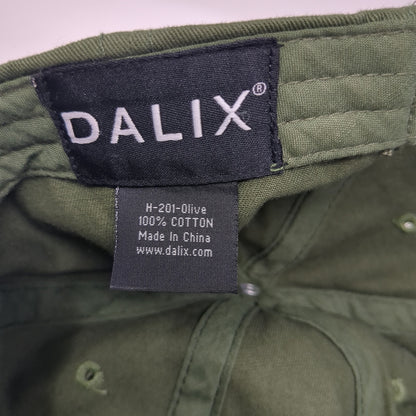 DALIX®
H-201-Olive
100% COTTON
Made In China
www.dalix.com